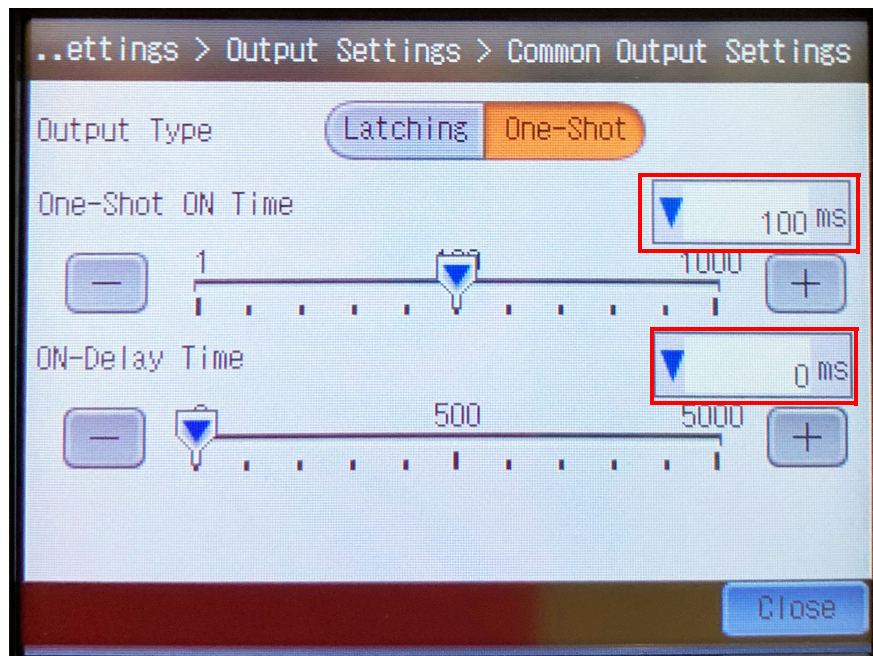 ..ettings > Output Settings > Common Output Settings
Output Type Latching One-Shot
One-Shot ON Time 100 ms
1 1000
− +
ON-Delay Time 0 ms
500 5000
− +
Close